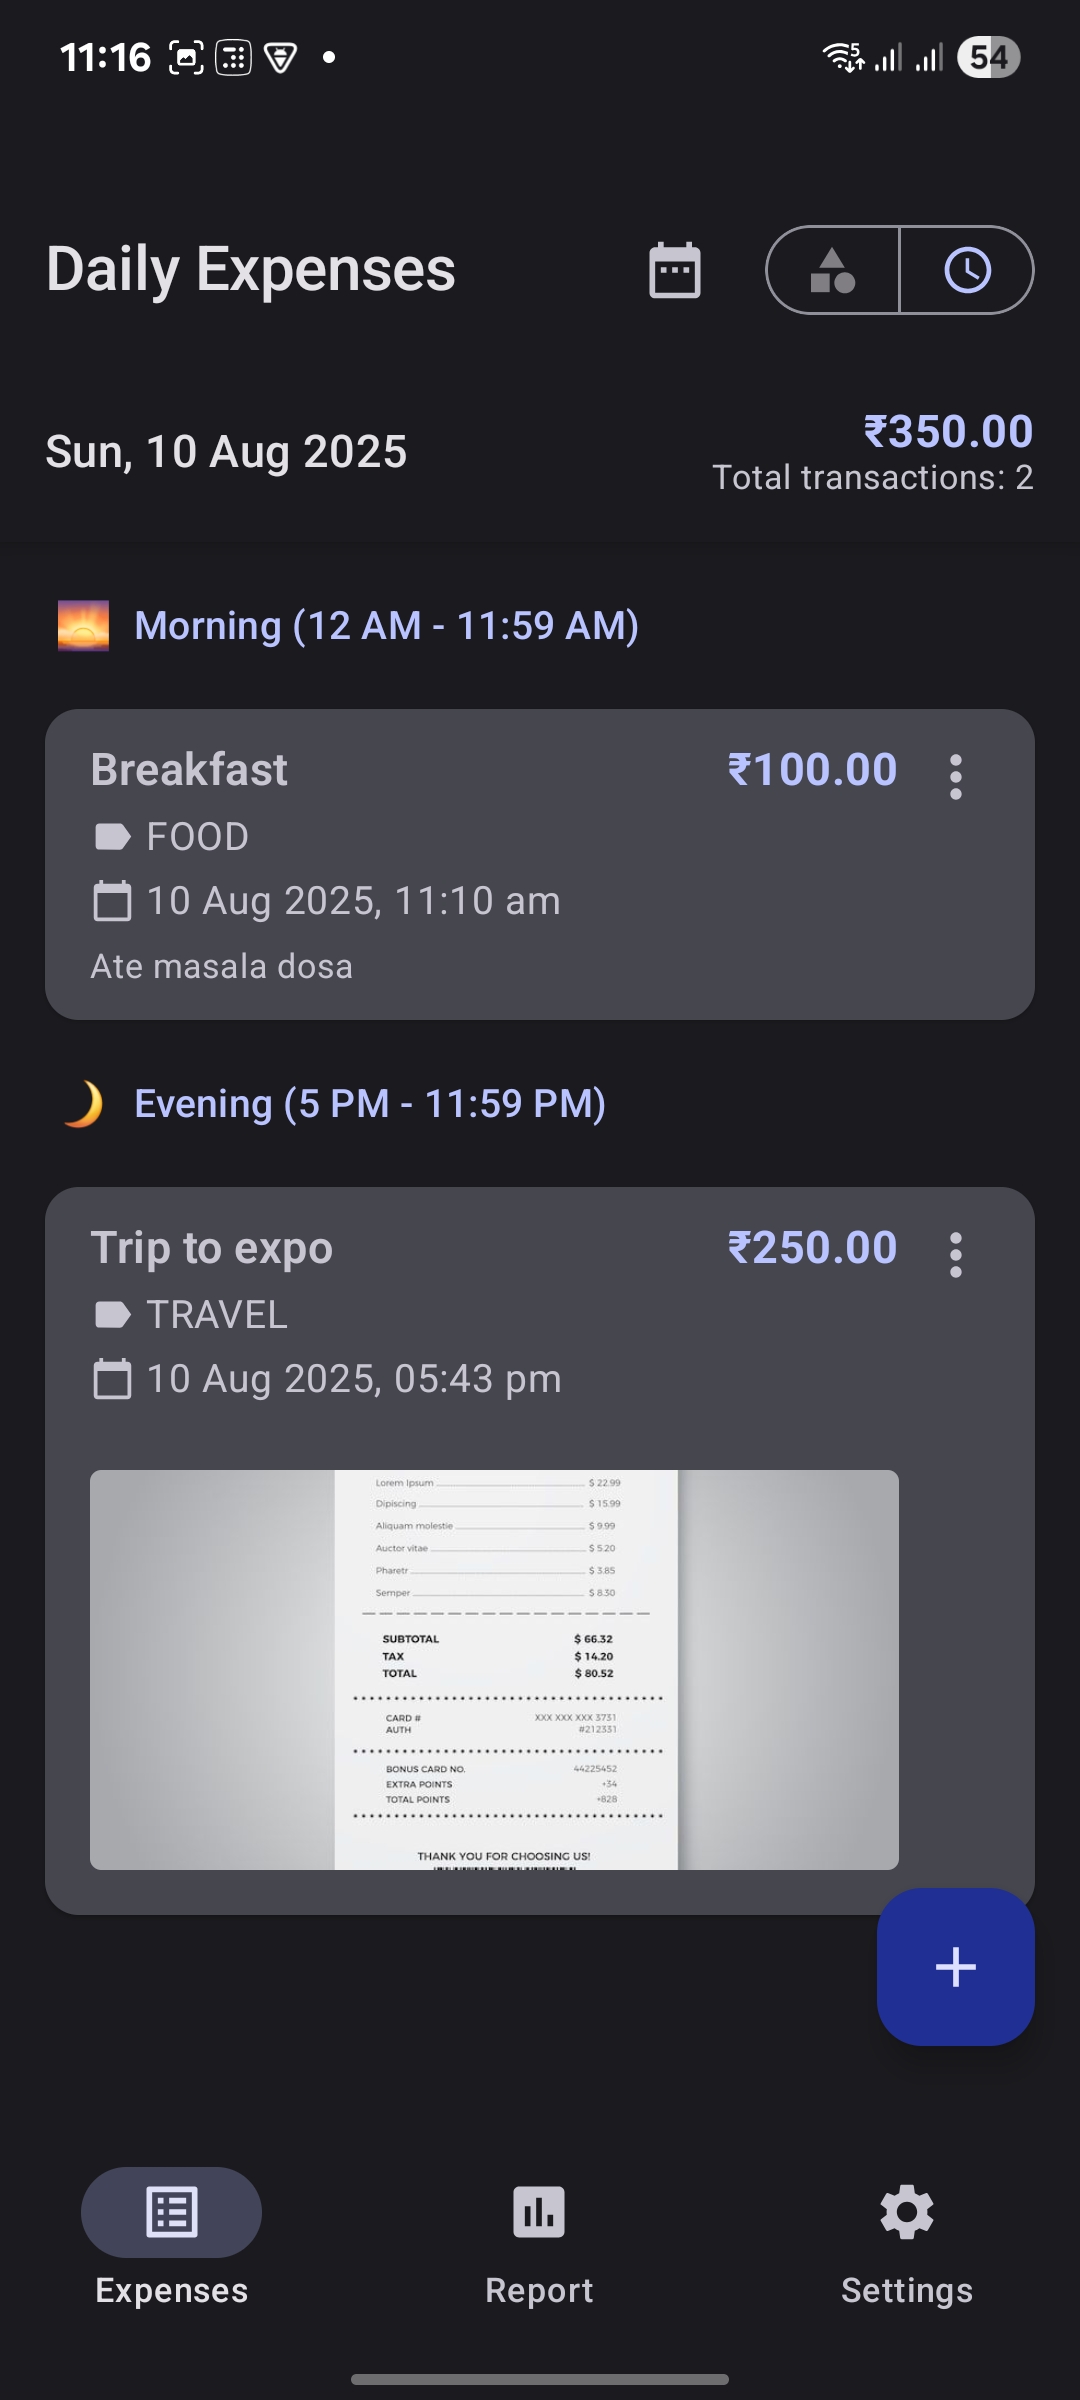 11:16
5
54
Daily Expenses
Sun, 10 Aug 2025
₹350.00
Total transactions: 2
Morning (12 AM - 11:59 AM)
Breakfast ₹100.00
FOOD
10 Aug 2025, 11:10 am
Ate masala dosa
Evening (5 PM - 11:59 PM)
Trip to expo ₹250.00
TRAVEL
10 Aug 2025, 05:43 pm
Lorem Ipsum $ 22.99
Dipiscing $ 15.99
Aliquam molestie $ 9.99
Auctor vitae $ 5.20
Pharetr $ 3.85
Semper $ 8.30
SUBTOTAL $ 66.32
TAX $ 14.20
TOTAL $ 80.52
CARD # XXX XXX XXX 3731
AUTH #212331
BONUS CARD NO. 44225452
EXTRA POINTS +34
TOTAL POINTS +828
THANK YOU FOR CHOOSING US!
Expenses Report Settings